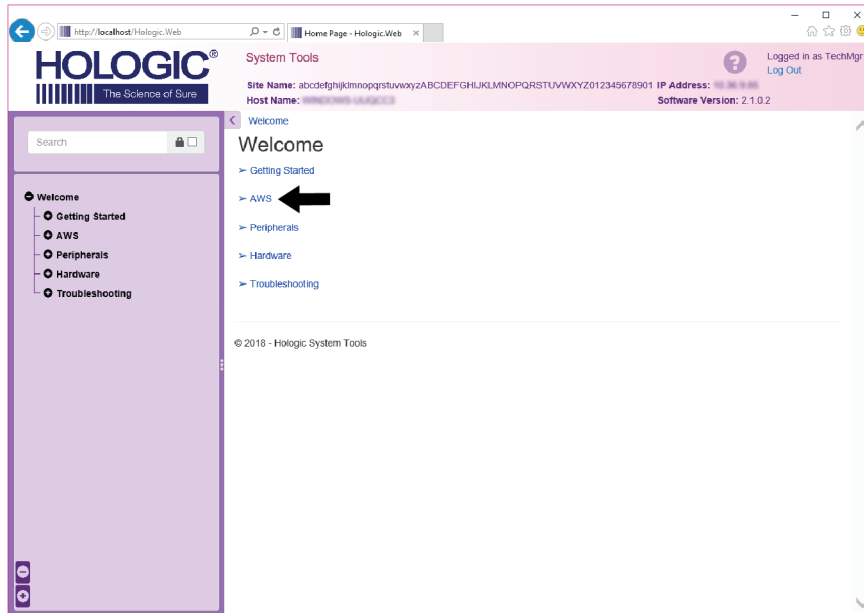 http://localhost/Hologic.Web
Home Page - Hologic.Web
HOLOGIC®
The Science of Sure
System Tools
Logged in as TechMgr
Log Out
Site Name: abcdefghijklmnopqrstuvwxyzABCDEFGHIJKLMNOPQRSTUVWXYZ012345678901 IP Address:
Host Name:
Software Version: 2.1.0.2
Search
Welcome
Getting Started
AWS
Peripherals
Hardware
Troubleshooting
Welcome
Welcome
➢ Getting Started
➢ AWS
➢ Peripherals
➢ Hardware
➢ Troubleshooting
© 2018 - Hologic System Tools